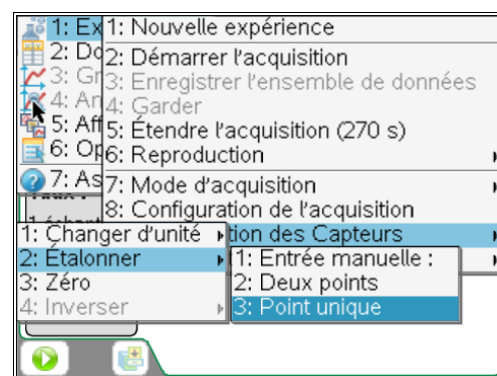 1: Ex
2: Do
3: Gr
4: An
5: Aff
6: Op
7: As
1: Nouvelle expérience
2: Démarrer l'acquisition
3: Enregistrer l'ensemble de données
4: Garder
5: Étendre l'acquisition (270 s)
6: Reproduction
7: Mode d'acquisition
8: Configuration de l'acquisition
tion des Capteurs
1: Changer d'unité
2: Étalonner
3: Zéro
4: Inverser
1: Entrée manuelle :
2: Deux points
3: Point unique